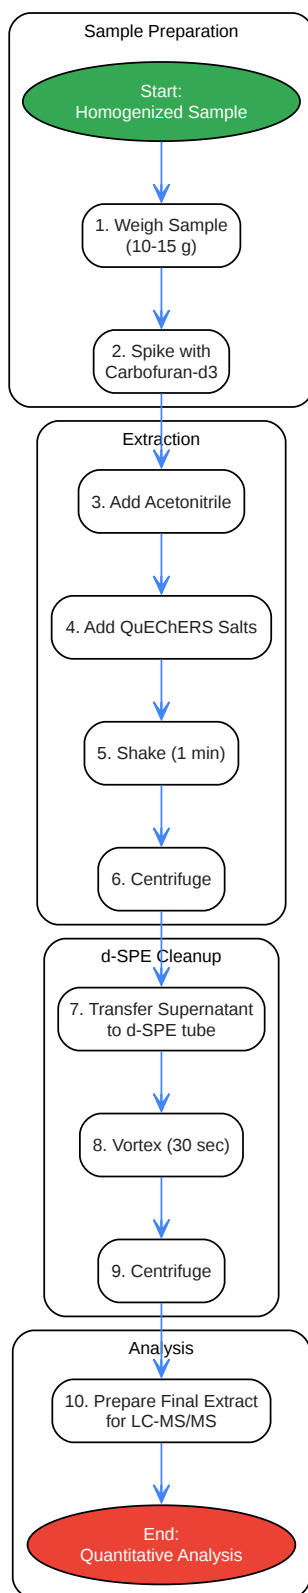 Sample Preparation
Start:
Homogenized Sample
1. Weigh Sample
(10-15 g)
2. Spike with
Carbofuran-d3
Extraction
3. Add Acetonitrile
4. Add QuEChERS Salts
5. Shake (1 min)
6. Centrifuge
d-SPE Cleanup
7. Transfer Supernatant
to d-SPE tube
8. Vortex (30 sec)
9. Centrifuge
Analysis
10. Prepare Final Extract
for LC-MS/MS
End:
Quantitative Analysis